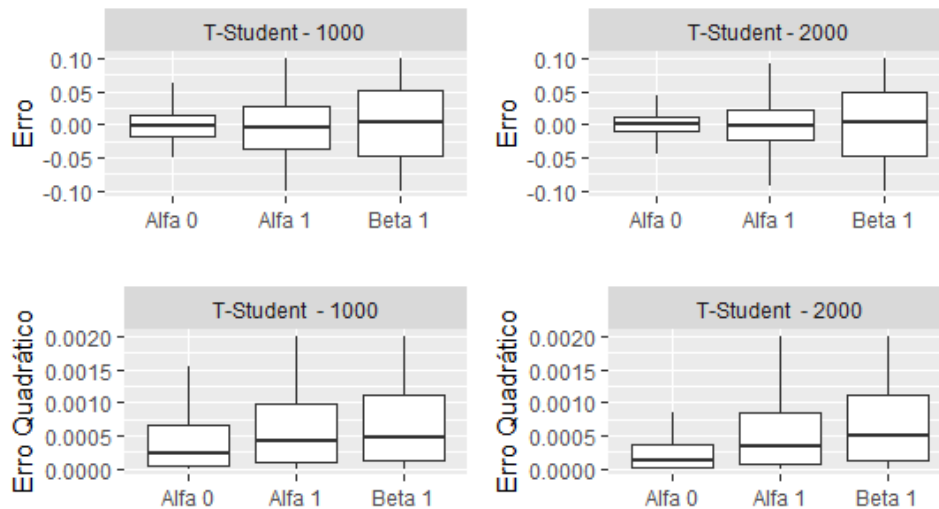 T-Student - 1000
Erro
0.10
0.05
0.00
-0.05
-0.10
Alfa 0 Alfa 1 Beta 1
T-Student - 2000
Erro
0.10
0.05
0.00
-0.05
-0.10
Alfa 0 Alfa 1 Beta 1
T-Student - 1000
Erro Quadrático
0.0020
0.0015
0.0010
0.0005
0.0000
Alfa 0 Alfa 1 Beta 1
T-Student - 2000
Erro Quadrático
0.0020
0.0015
0.0010
0.0005
0.0000
Alfa 0 Alfa 1 Beta 1